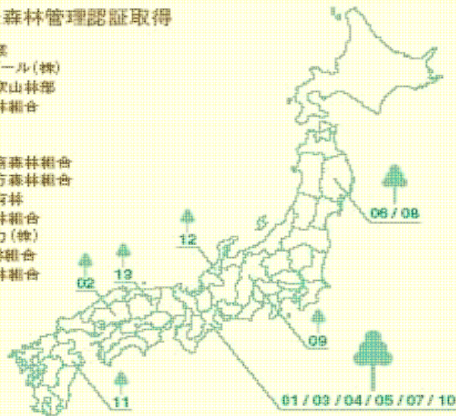 森林管理認証取得
業
ール(株)
歌山林部
林組合
森林組合
方森林組合
有林
林組合
カ(株)
林組合
林組合
06 / 08
12
13
02
09
11
01 / 03 / 04 / 05 / 07 / 10